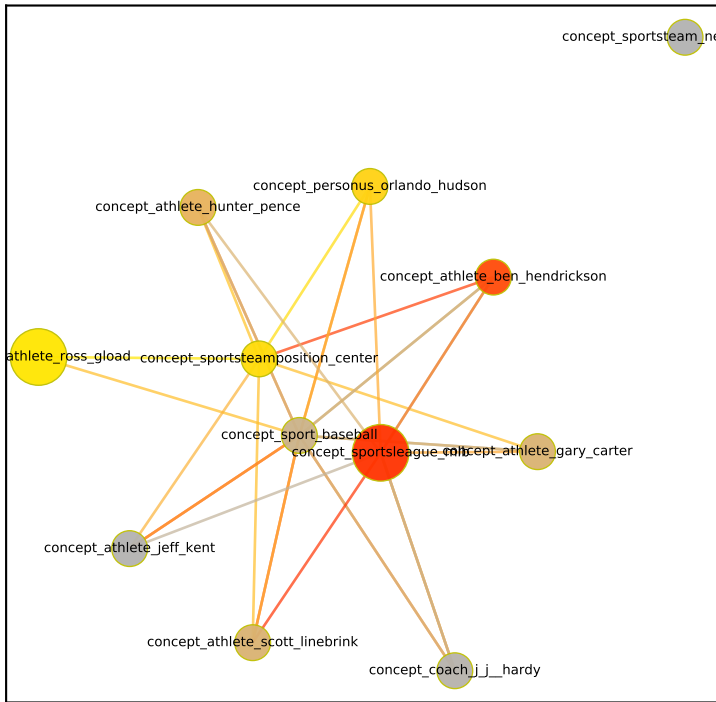 concept_sportsteam_ne
concept_personus_orlando_hudson
concept_athlete_hunter_pence
concept_athlete_ben_hendrickson
athlete_ross_gload
concept_sportsteamposition_center
concept_sport_baseball
concept_sportsleague_mlb
concept_athlete_gary_carter
concept_athlete_jeff_kent
concept_athlete_scott_linebrink
concept_coach_j_j__hardy